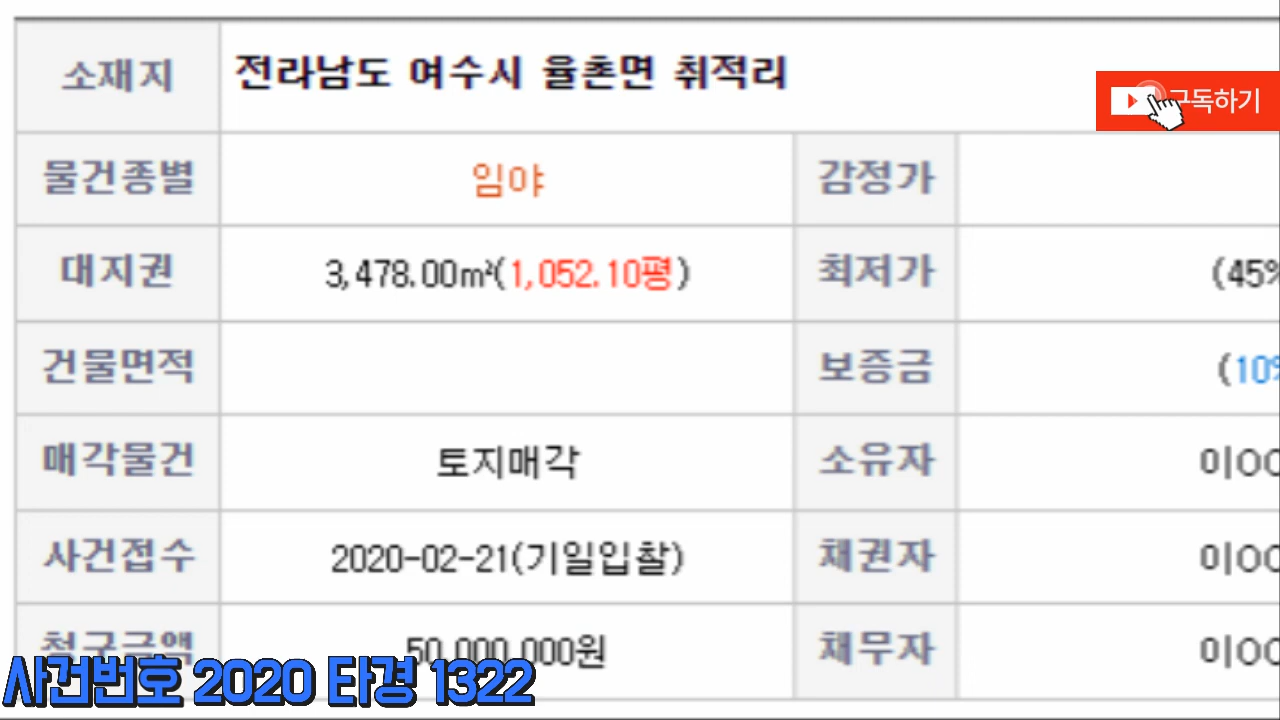 소재지 전라남도 여수시 율촌면 취적리
구독하기
물건종별 임야 감정가
대지권 3,478.00㎡(1,052.10평) 최저가 (45%
건물면적 보증금 (10%
매각물건 토지매각 소유자 이OO
사건접수 2020-02-21(기일입찰) 채권자 이OO
청구금액 50,000,000원 채무자 이OO
사건번호 2020 타경 1322